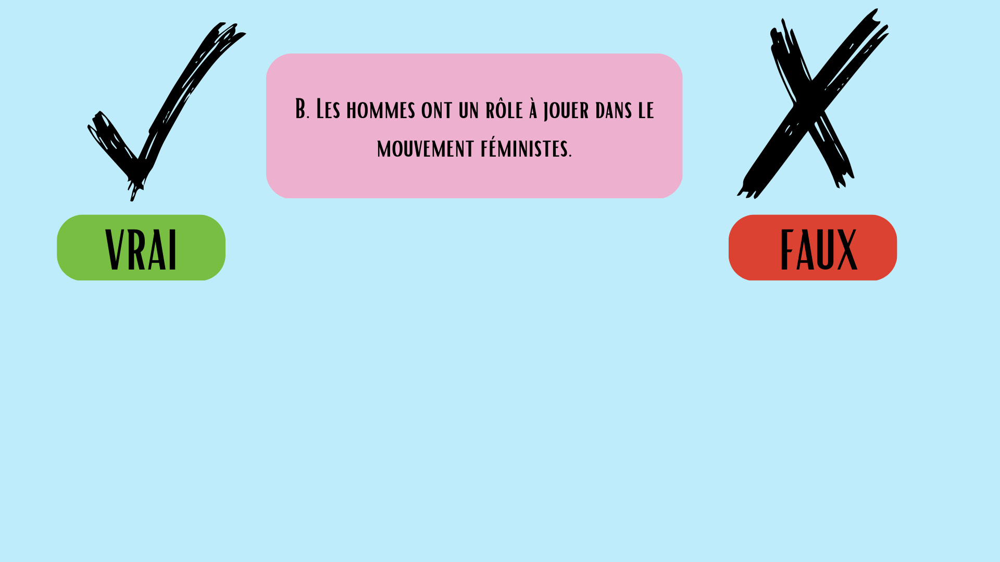 B. Les hommes ont un rôle à jouer dans le
mouvement féministes.
VRAI
FAUX